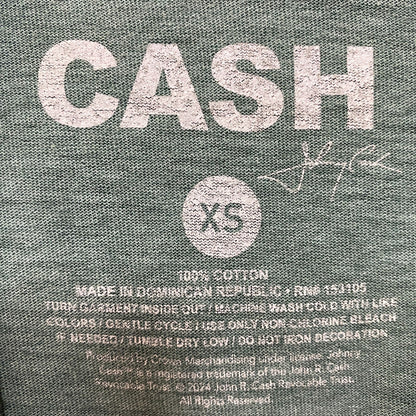 CASH
Johnny Cash
XS
100% COTTON
MADE IN DOMINICAN REPUBLIC • RN# 153105
TURN GARMENT INSIDE OUT / MACHINE WASH COLD WITH LIKE
COLORS / GENTLE CYCLE / USE ONLY NON CHLORINE BLEACH
IF NEEDED / TUMBLE DRY LOW / DO NOT IRON DECORATION
Produced by Crown Merchandising under license. Johnny
Cash™ is a registered trademark of the John R. Cash
Revocable Trust. © 2024 John R. Cash Revocable Trust.
All Rights Reserved.